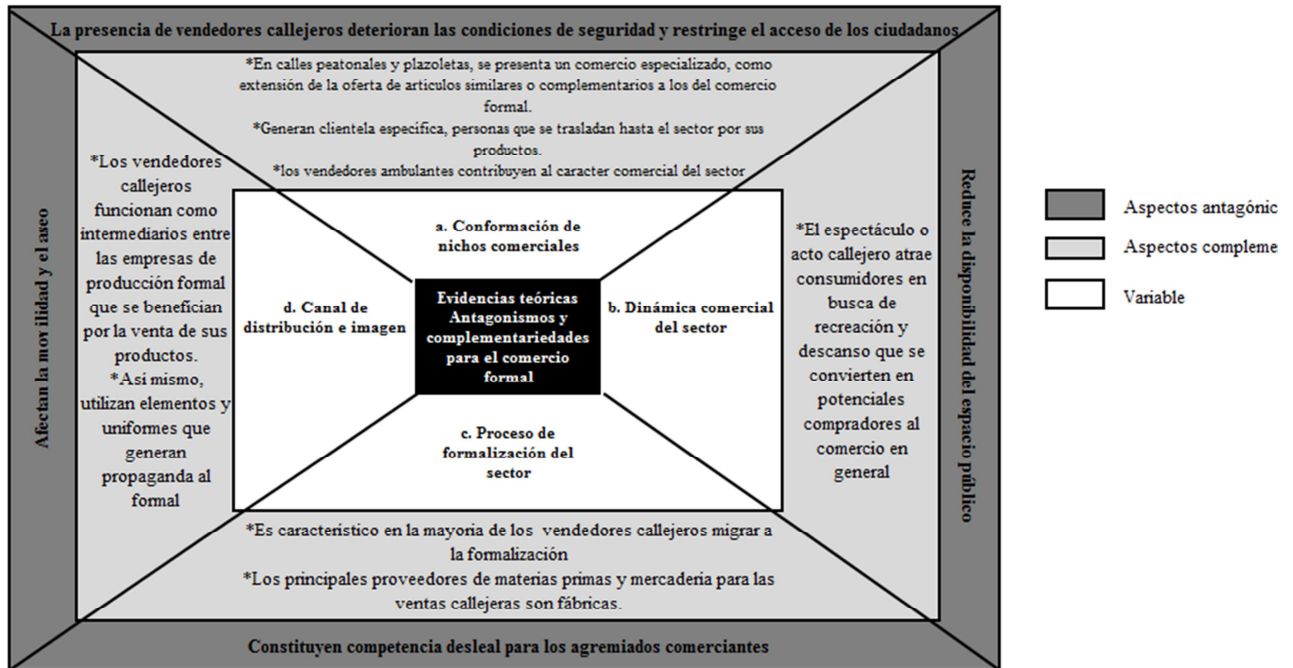 La presencia de vendedores callejeros deterioran las condiciones de seguridad y restringe el acceso de los ciudadanos
*En calles peatonales y plazoletas, se presenta un comercio especializado, como
extensión de la oferta de articulos similares o complementarios a los del comercio
formal.
*Generan clientela específica, personas que se trasladan hasta el sector por sus
productos.
*los vendedores ambulantes contribuyen al caracter comercial del sector
Afectan la movilidad y el aseo
*Los vendedores
callejeros
funcionan como
intermediarios entre
las empresas de
producción formal
que se benefician
por la venta de sus
productos.
*Así mismo,
utilizan elementos y
uniformes que
generan
propaganda al
formal
a. Conformación de
nichos comerciales
d. Canal de
distribución e imagen
Evidencias teóricas
Antagonismos y
complementariedades
para el comercio
formal
b. Dinámica comercial
del sector
c. Proceso de
formalización del
sector
*El espectáculo o
acto callejero atrae
consumidores en
busca de
recreación y
descanso que se
convierten en
potenciales
compradores al
comercio en
general
Reduce la disponibilidad del espacio público
*Es característico en la mayoria de los vendedores callejeros migrar a
la formalización
*Los principales proveedores de materias primas y mercadería para las
ventas callejeras son fábricas.
Constituyen competencia desleal para los agremiados comerciantes
Aspectos antagónic
Aspectos compleme
Variable